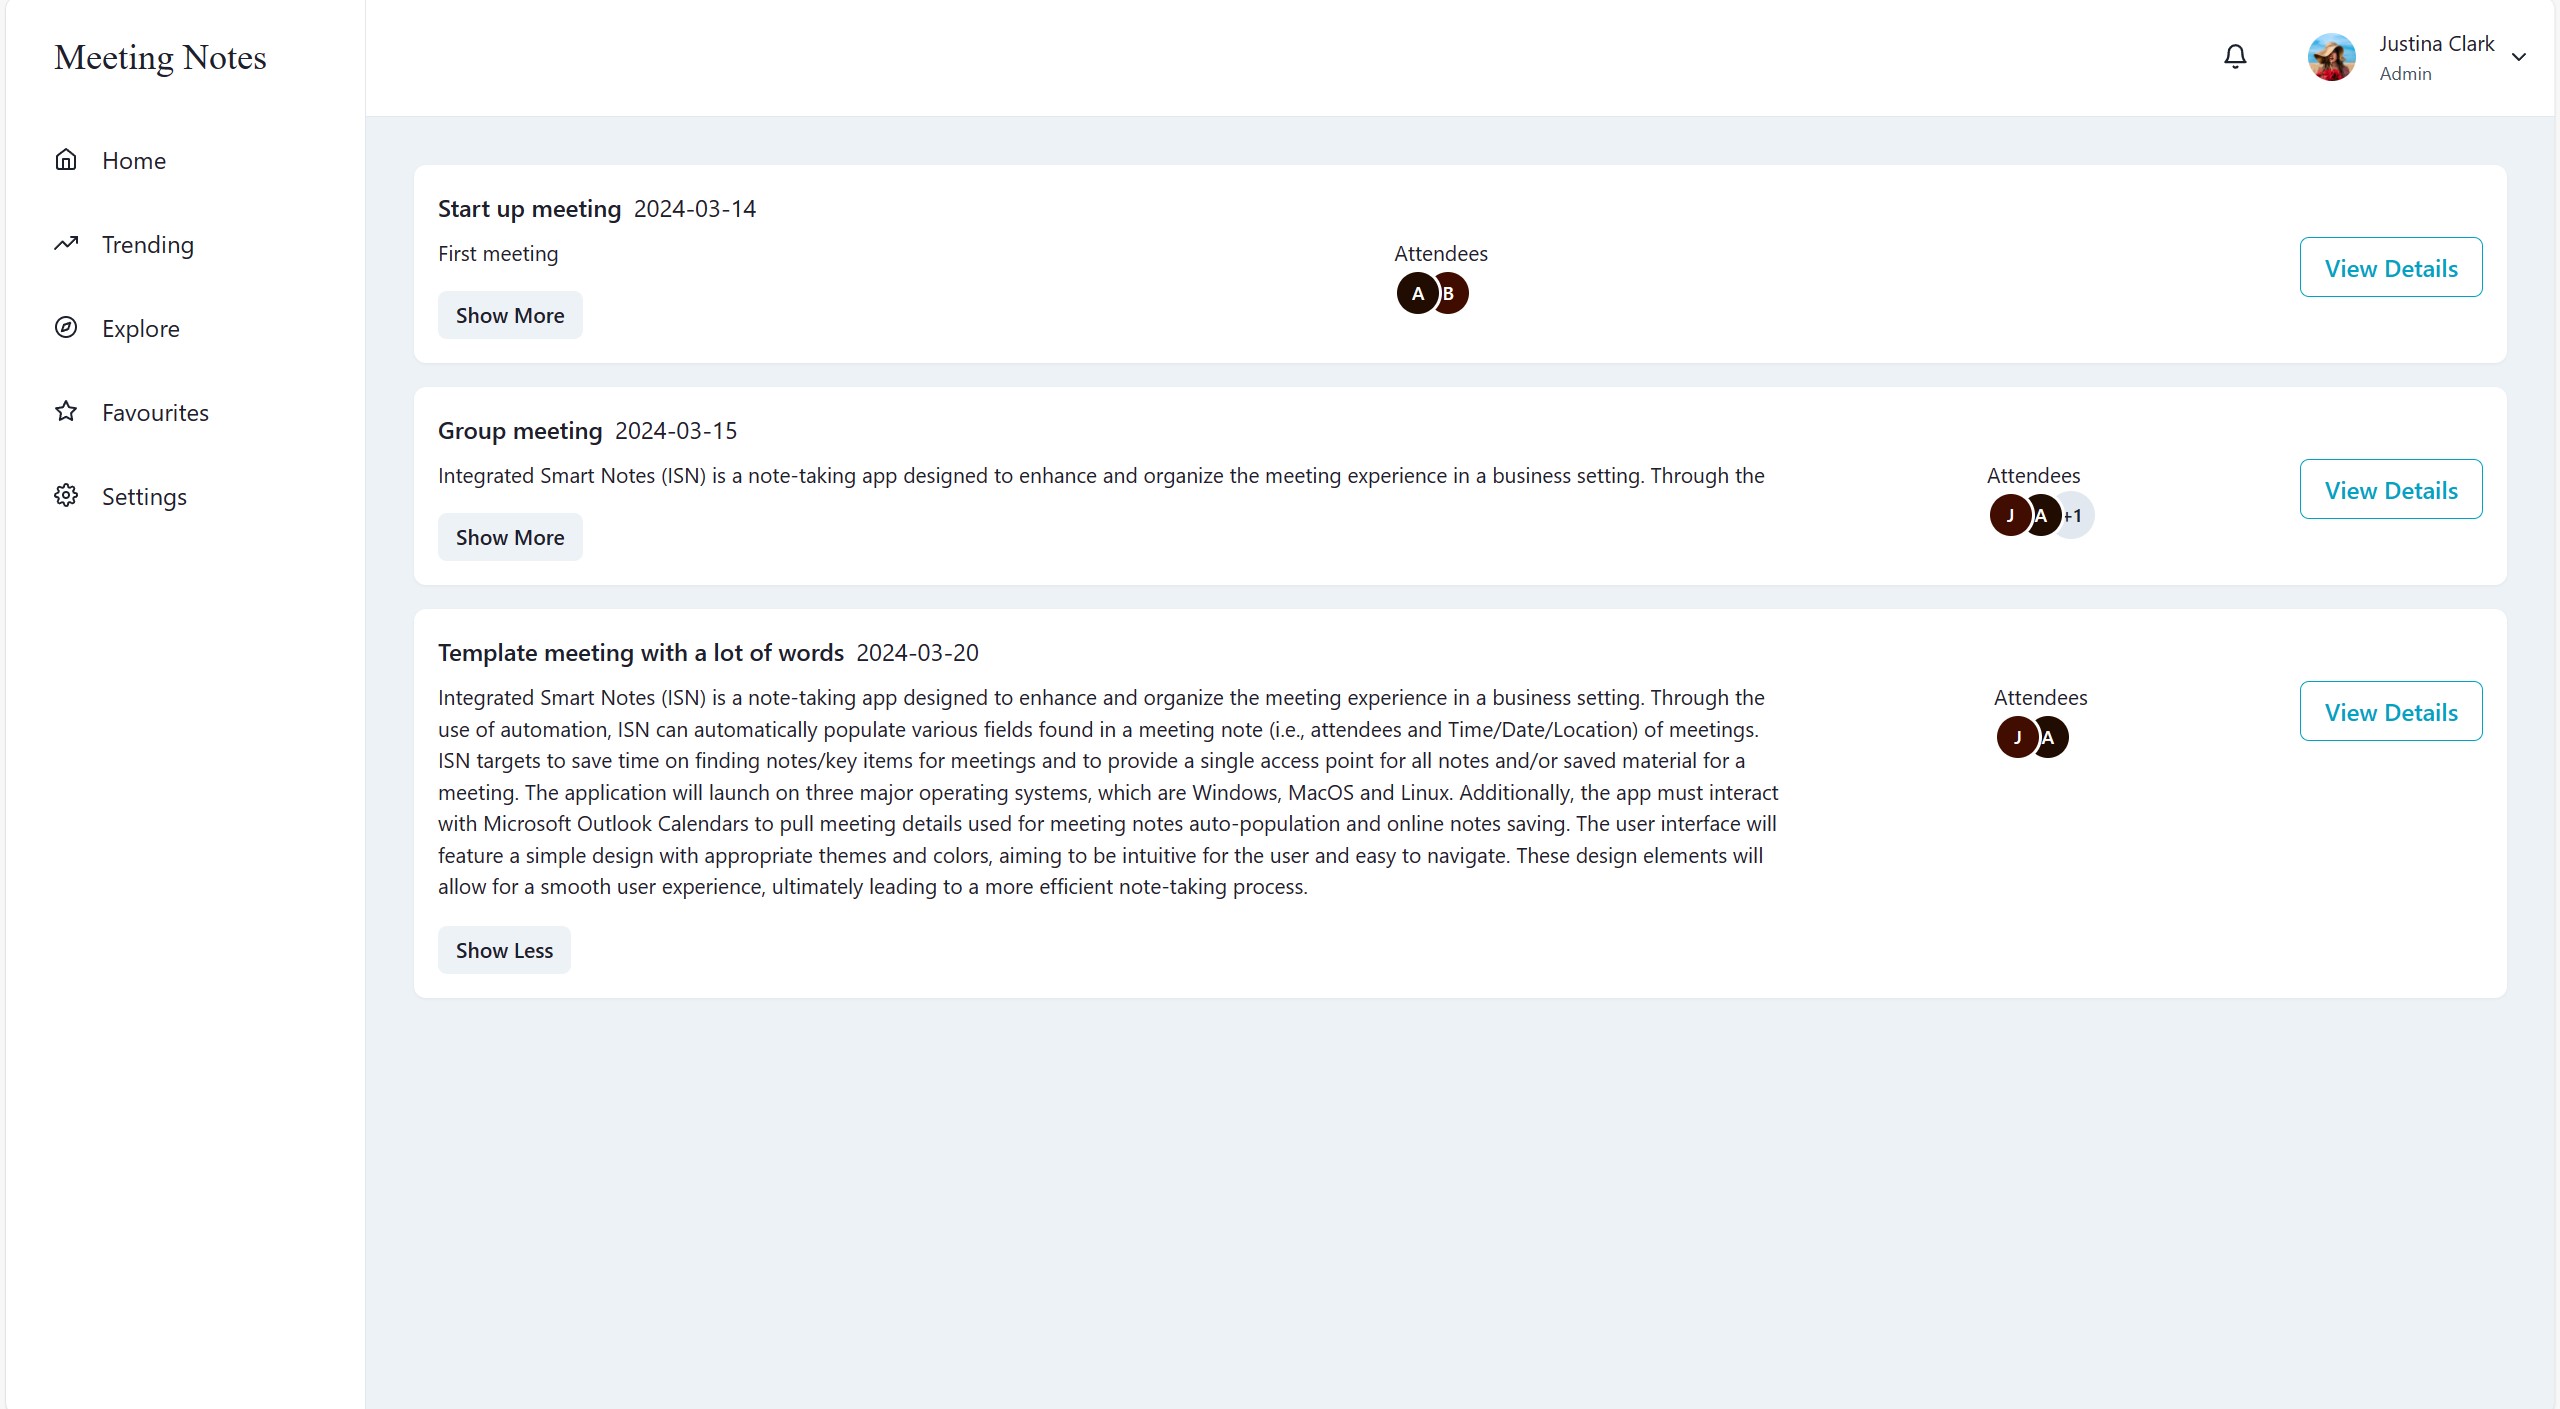 Meeting Notes
Justina Clark
Admin
Home
Trending
Explore
Favourites
Settings
Start up meeting 2024-03-14
First meeting
Attendees
A B
Show More
View Details
Group meeting 2024-03-15
Integrated Smart Notes (ISN) is a note-taking app designed to enhance and organize the meeting experience in a business setting. Through the
Attendees
J A +1
Show More
View Details
Template meeting with a lot of words 2024-03-20
Integrated Smart Notes (ISN) is a note-taking app designed to enhance and organize the meeting experience in a business setting. Through the
use of automation, ISN can automatically populate various fields found in a meeting note (i.e., attendees and Time/Date/Location) of meetings.
ISN targets to save time on finding notes/key items for meetings and to provide a single access point for all notes and/or saved material for a
meeting. The application will launch on three major operating systems, which are Windows, MacOS and Linux. Additionally, the app must interact
with Microsoft Outlook Calendars to pull meeting details used for meeting notes auto-population and online notes saving. The user interface will
feature a simple design with appropriate themes and colors, aiming to be intuitive for the user and easy to navigate. These design elements will
allow for a smooth user experience, ultimately leading to a more efficient note-taking process.
Attendees
J A
Show Less
View Details